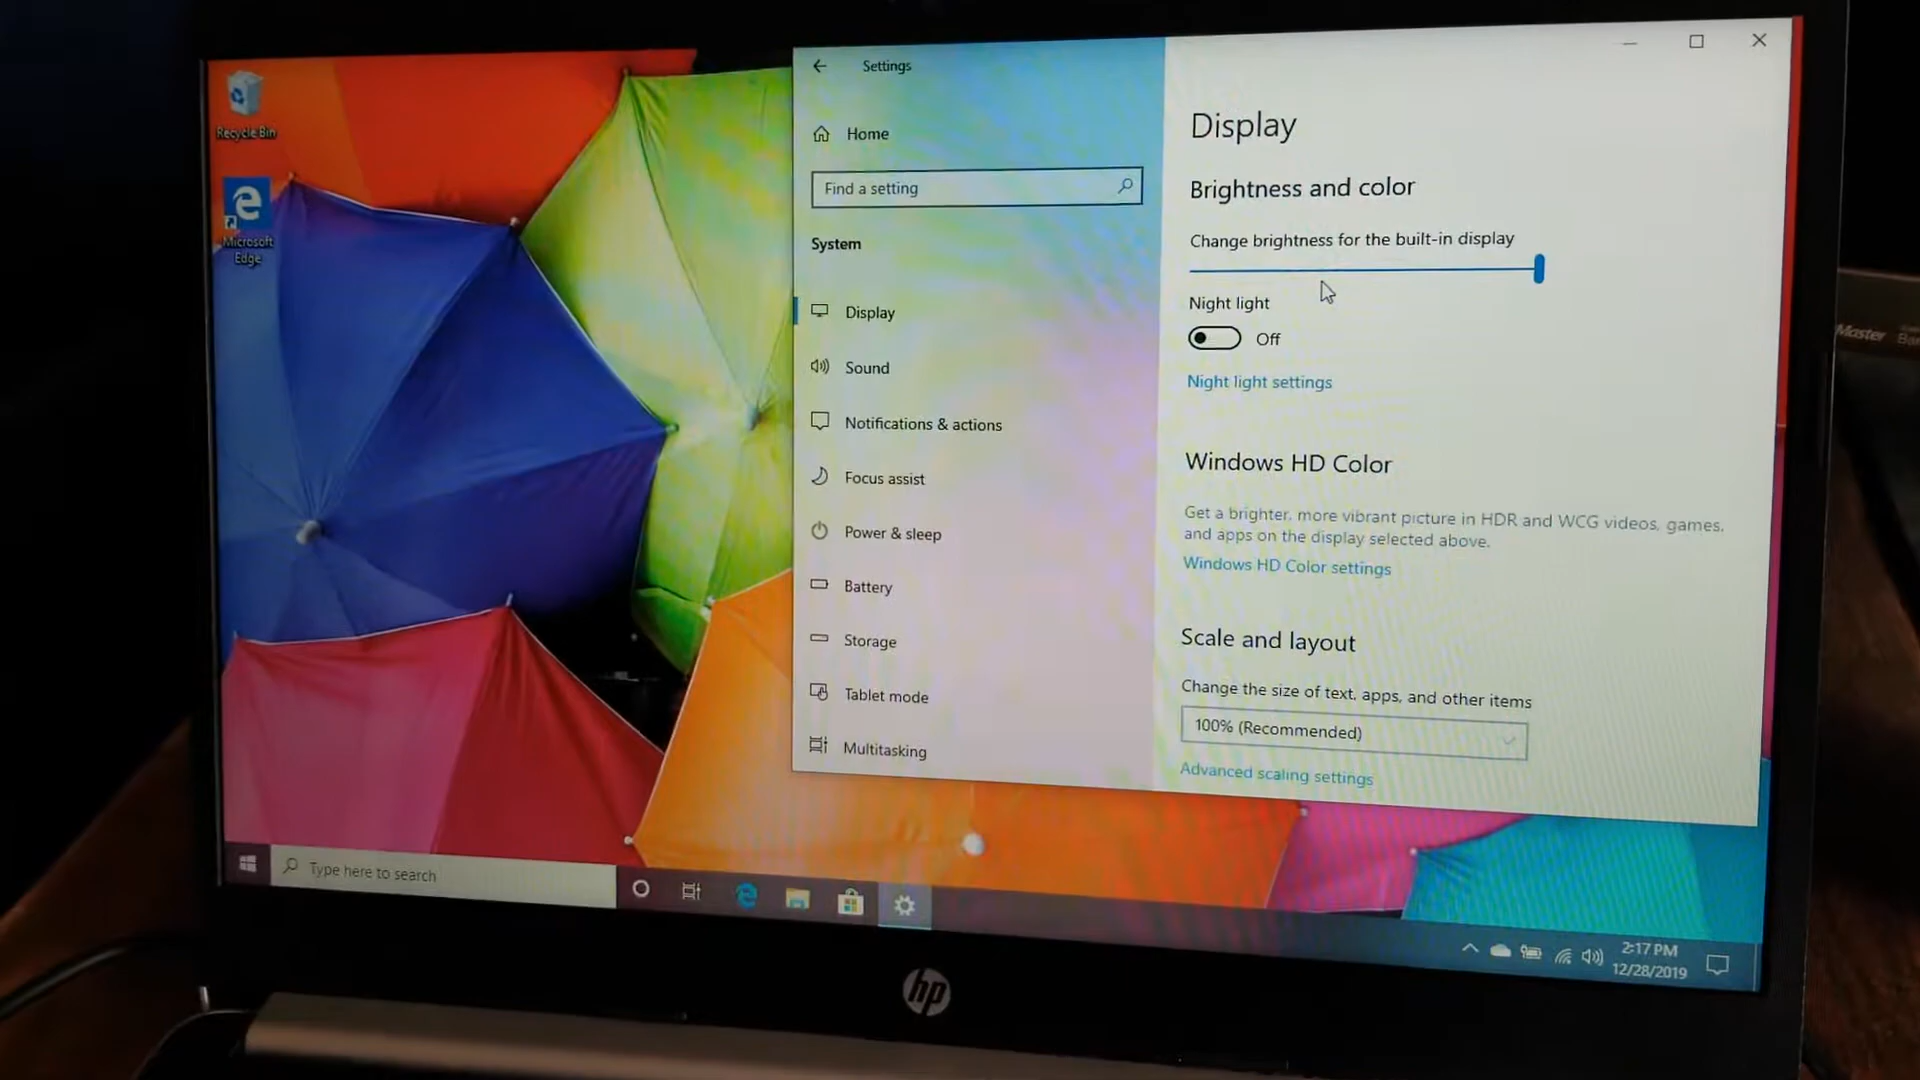 Recycle Bin
Microsoft
Edge
Settings
Home
Find a setting
System
Display
Sound
Notifications & actions
Focus assist
Power & sleep
Battery
Storage
Tablet mode
Multitasking
Display
Brightness and color
Change brightness for the built-in display
Night light
Off
Night light settings
Windows HD Color
Get a brighter, more vibrant picture in HDR and WCG videos, games,
and apps on the display selected above.
Windows HD Color settings
Scale and layout
Change the size of text, apps, and other items
100% (Recommended)
Advanced scaling settings
Type here to search
2:17 PM
12/28/2019
hp
Master